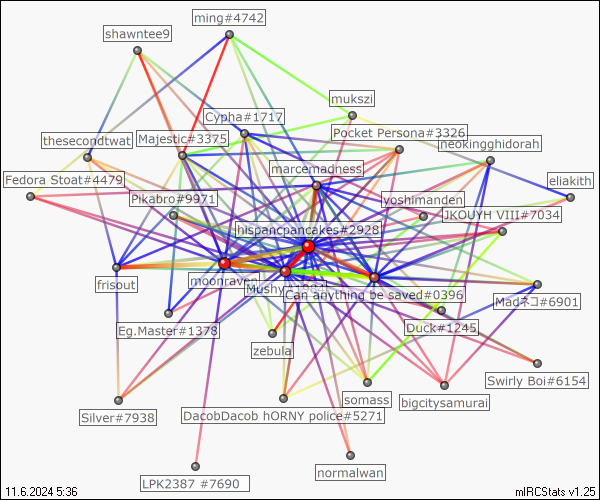 ming#4742
shawntee9
mukszi
Cypha#1717
Pocket Persona#3326
thesecondtwat
Majestic#3375
neokingghidorah
marcemadness
Fedora Stoat#4479
eliakith
Pikabro#9971
yoshimanden
JKOUYH VIII#7034
hispancpancakes#2928
frisout
moonraven
Mushy#1984
Can anything be saved#0396
Madネコ#6901
Eg.Master#1378
Duck#1245
zebula
Swirly Boi#6154
somass
bigcitysamurai
Silver#7938
DacobDacob hORNY police#5271
normalwan
LPK2387 #7690
11.6.2024 5:36
mIRCStats v1.25